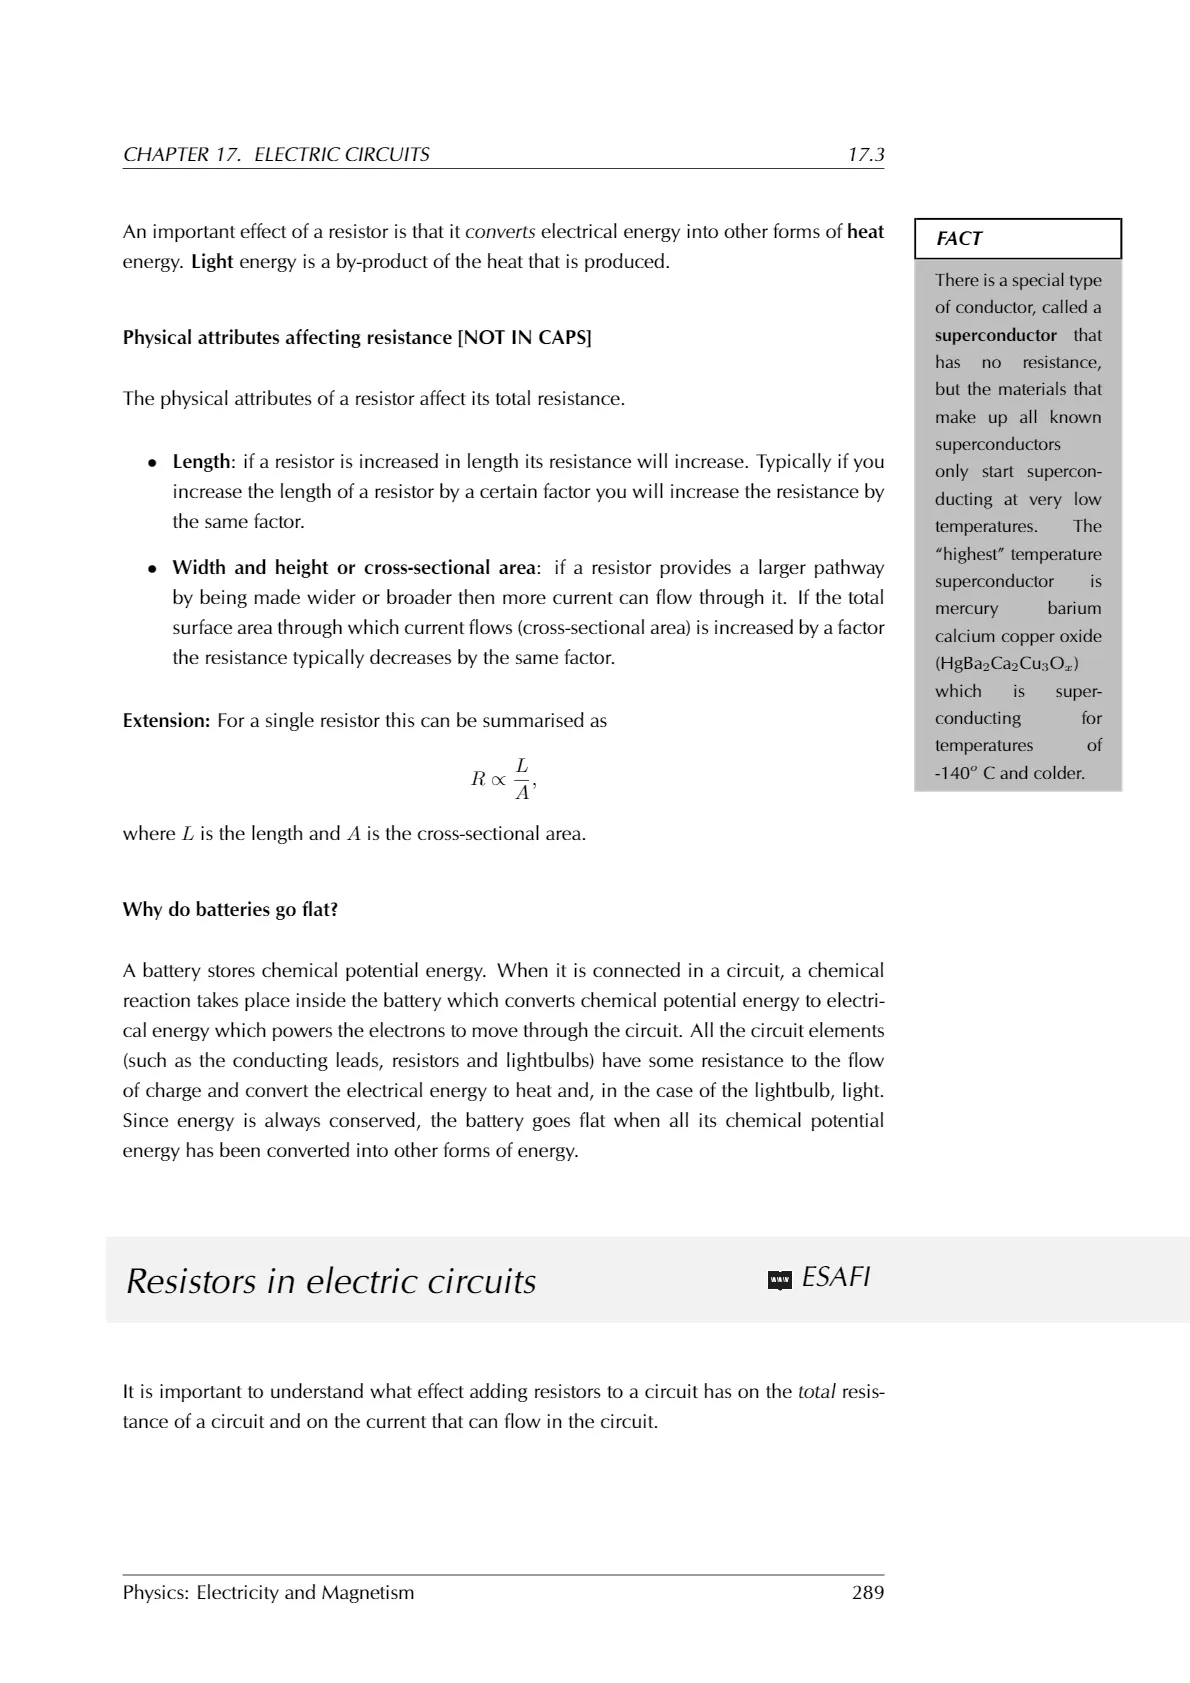 CHAPTER 17. ELECTRIC CIRCUITS 17.3
An important effect of a resistor is that it converts electrical energy into other forms of heat
energy. Light energy is a by-product of the heat that is produced.
Physical attributes affecting resistance [NOT IN CAPS]
The physical attributes of a resistor affect its total resistance.
• Length: if a resistor is increased in length its resistance will increase. Typically if you
increase the length of a resistor by a certain factor you will increase the resistance by
the same factor.
• Width and height or cross-sectional area: if a resistor provides a larger pathway
by being made wider or broader then more current can flow through it. If the total
surface area through which current flows (cross-sectional area) is increased by a factor
the resistance typically decreases by the same factor.
Extension: For a single resistor this can be summarised as
R ∝ L/A,
where L is the length and A is the cross-sectional area.
Why do batteries go flat?
A battery stores chemical potential energy. When it is connected in a circuit, a chemical
reaction takes place inside the battery which converts chemical potential energy to electri-
cal energy which powers the electrons to move through the circuit. All the circuit elements
(such as the conducting leads, resistors and lightbulbs) have some resistance to the flow
of charge and convert the electrical energy to heat and, in the case of the lightbulb, light.
Since energy is always conserved, the battery goes flat when all its chemical potential
energy has been converted into other forms of energy.
Resistors in electric circuits www ESAFI
It is important to understand what effect adding resistors to a circuit has on the total resis-
tance of a circuit and on the current that can flow in the circuit.
FACT
There is a special type
of conductor, called a
superconductor that
has no resistance,
but the materials that
make up all known
superconductors
only start supercon-
ducting at very low
temperatures. The
“highest” temperature
superconductor is
mercury barium
calcium copper oxide
(HgBa₂Ca₂Cu₃Oₓ)
which is super-
conducting for
temperatures of
-140° C and colder.
Physics: Electricity and Magnetism 289